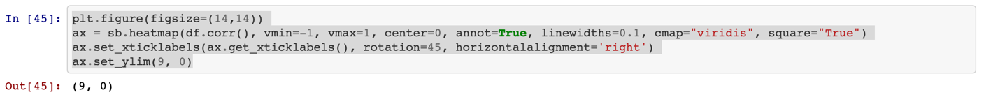 In [45]: plt.figure(figsize=(14,14))
ax = sb.heatmap(df.corr(), vmin=-1, vmax=1, center=0, annot=True, linewidths=0.1, cmap="viridis", square="True")
ax.set_xticklabels(ax.get_xticklabels(), rotation=45, horizontalalignment='right')
ax.set_ylim(9, 0)
Out[45]: (9, 0)